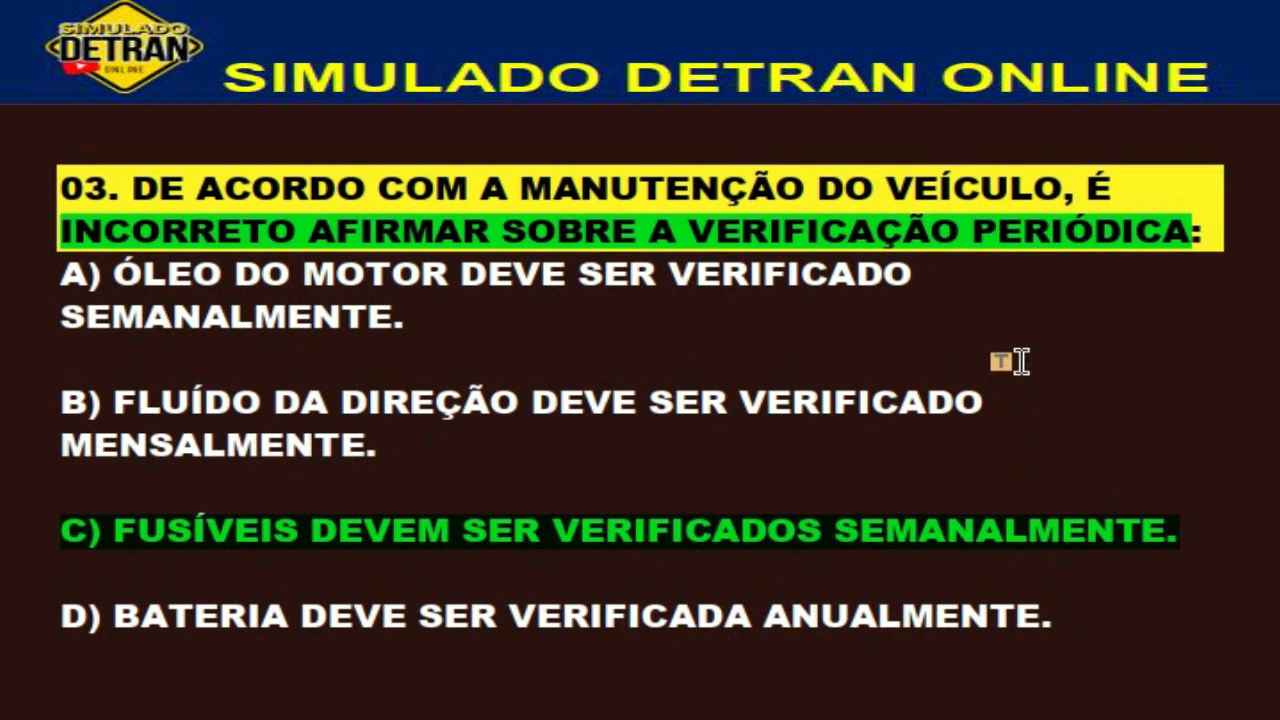 SIMULADO
DETRAN
ONLINE
SIMULADO DETRAN ONLINE
03. DE ACORDO COM A MANUTENÇÃO DO VEÍCULO, É
INCORRETO AFIRMAR SOBRE A VERIFICAÇÃO PERIÓDICA:
A) ÓLEO DO MOTOR DEVE SER VERIFICADO
SEMANALMENTE.
T
B) FLUÍDO DA DIREÇÃO DEVE SER VERIFICADO
MENSALMENTE.
C) FUSÍVEIS DEVEM SER VERIFICADOS SEMANALMENTE.
D) BATERIA DEVE SER VERIFICADA ANUALMENTE.